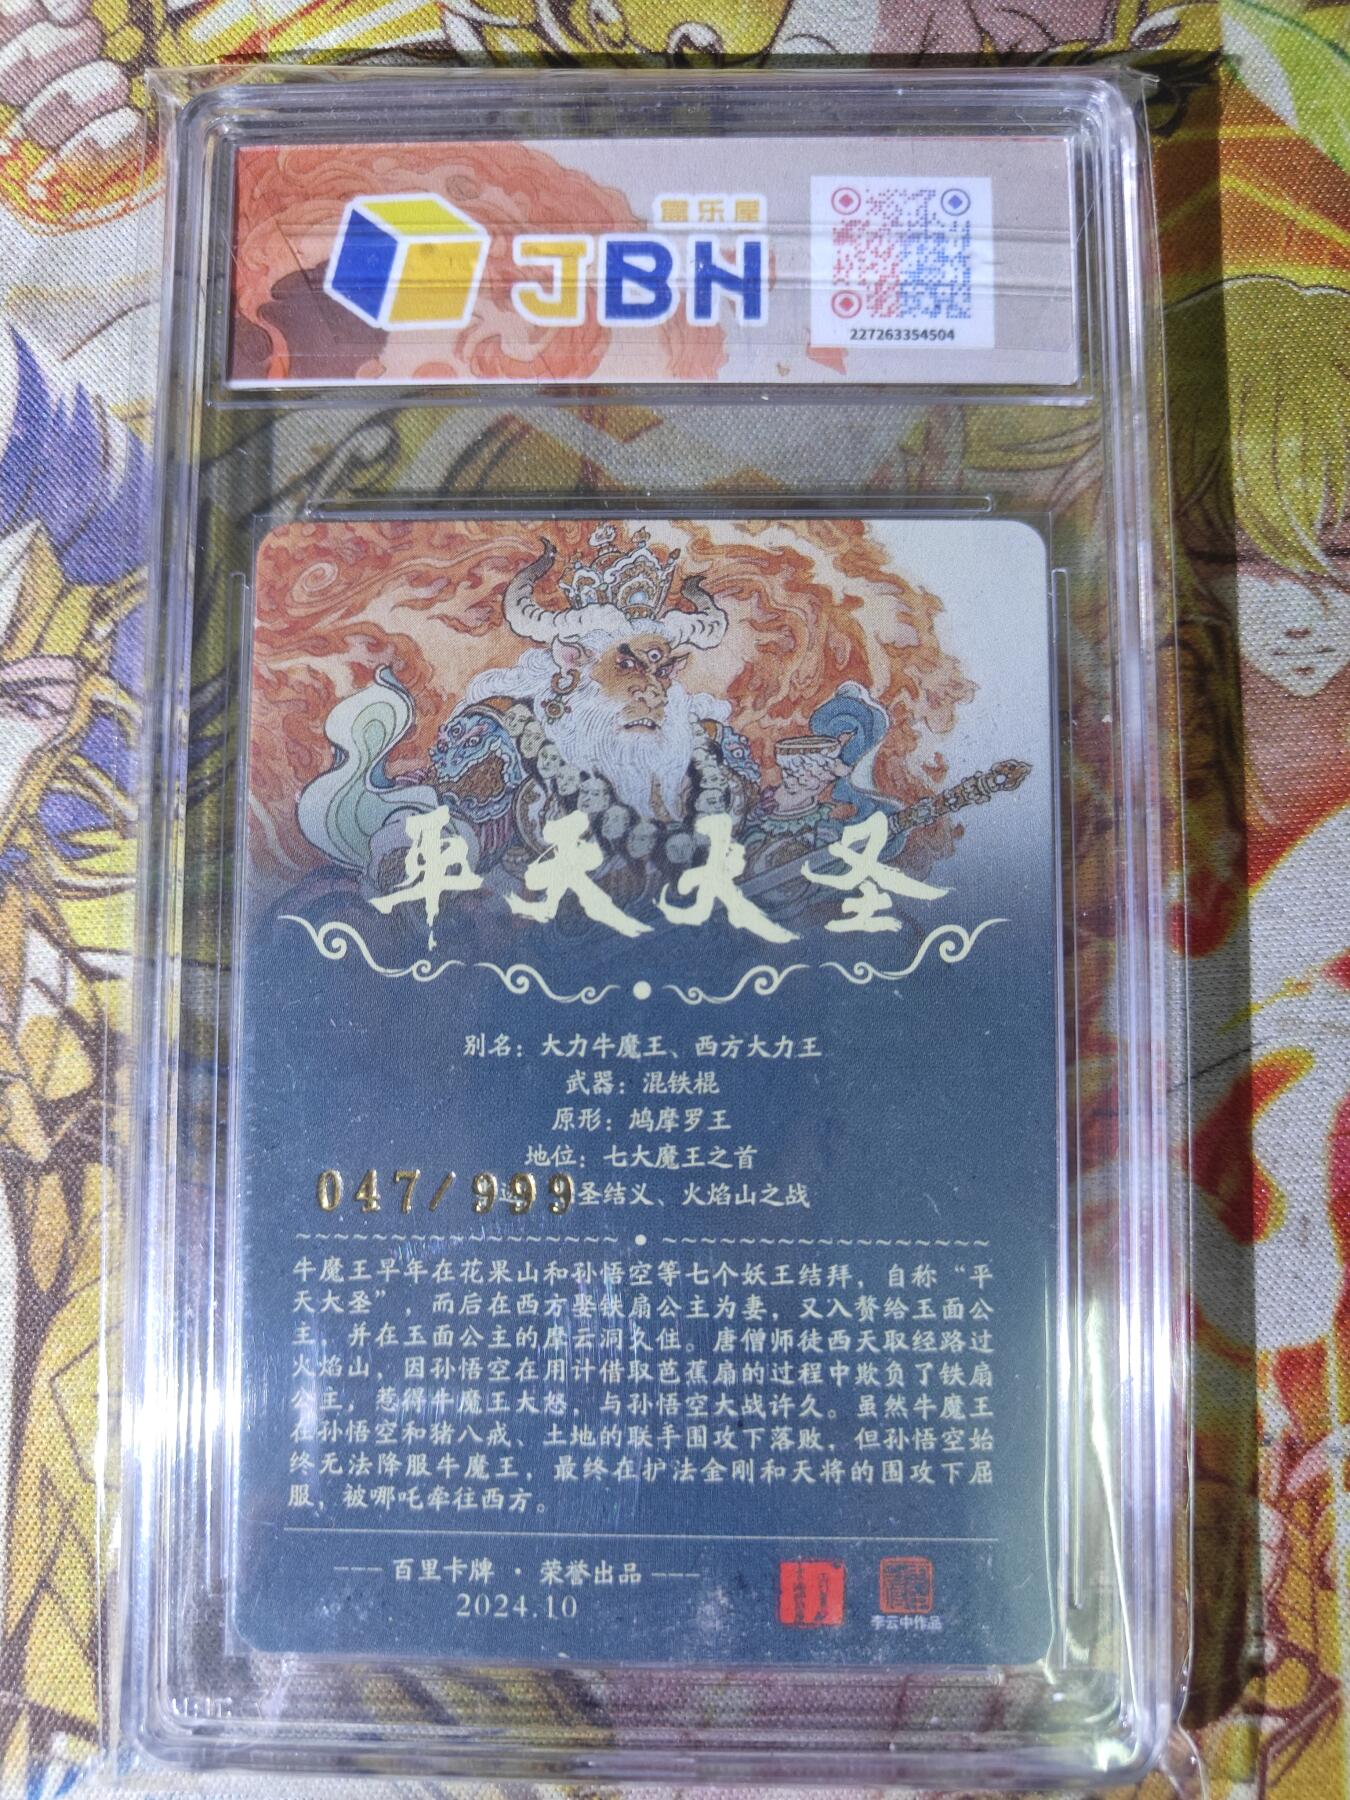 富乐屋
JBH
227263354504
平天大圣
别名：大力牛魔王、西方大力王
武器：混铁棍
原形：鸠摩罗王
地位：七大魔王之首
047/999
圣结义、火焰山之战
牛魔王早年在花果山和孙悟空等七个妖王结拜，自称“平
天大圣”，而后在西方娶铁扇公主为妻，又入赘给玉面公
主，并在玉面公主的摩云洞久住。唐僧师徒西天取经路过
火焰山，因孙悟空在用计借取芭蕉扇的过程中欺负了铁扇
公主，惹得牛魔王大怒，与孙悟空大战许久。虽然牛魔王
在孙悟空和猪八戒、土地的联手围攻下落败，但孙悟空始
终无法降服牛魔王，最终在护法金刚和天将的围攻下屈
服，被哪吒牵往西方。
--- 百里卡牌 · 荣誉出品 ---
2024.10
李云中作品